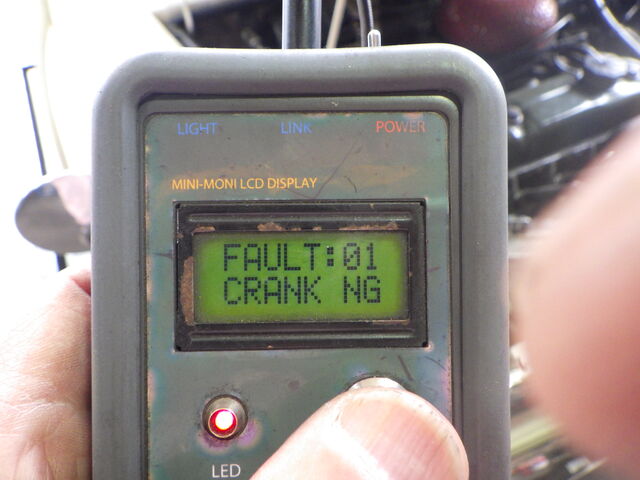 LIGHT LINK POWER
MINI-MONI LCD DISPLAY
FAULT:01
CRANK NG
LED